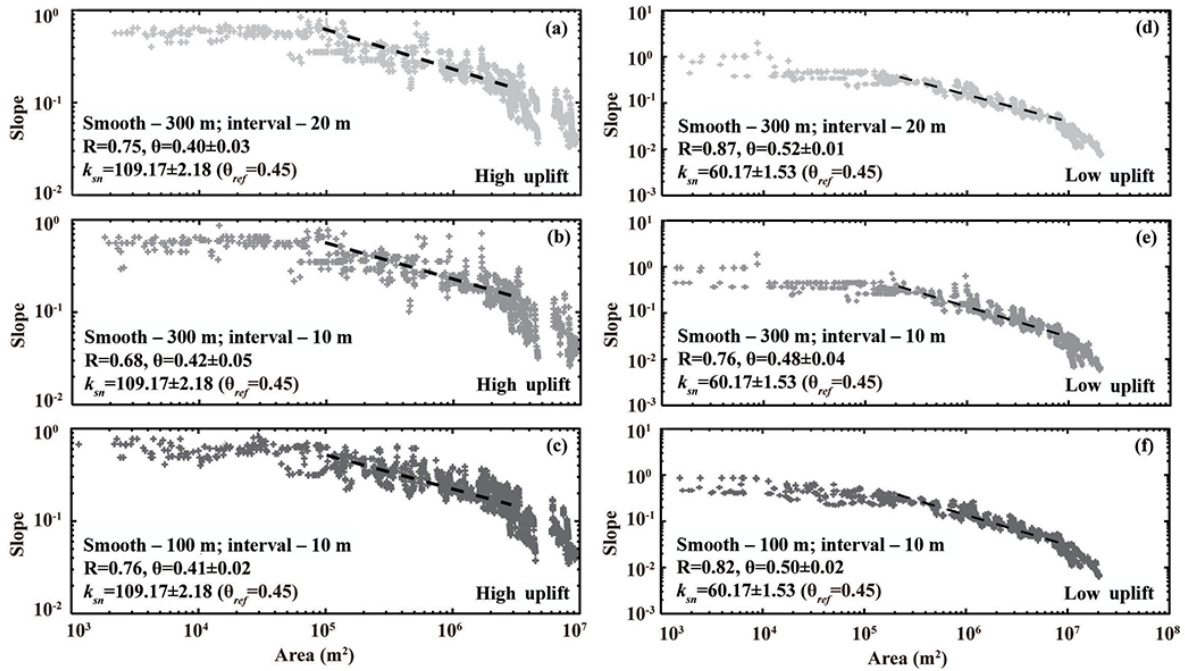 (a)
10⁰
10⁻¹
10⁻²
Slope
Smooth – 300 m; interval – 20 m
R=0.75, θ=0.40±0.03
kₛₙ=109.17±2.18 (θᵣₑf=0.45)
High uplift
(b)
10⁰
10⁻¹
10⁻²
Slope
Smooth – 300 m; interval – 10 m
R=0.68, θ=0.42±0.05
kₛₙ=109.17±2.18 (θᵣₑf=0.45)
High uplift
(c)
10⁰
10⁻¹
10⁻²
Slope
Smooth – 100 m; interval – 10 m
R=0.76, θ=0.41±0.02
kₛₙ=109.17±2.18 (θᵣₑf=0.45)
High uplift
10³ 10⁴ 10⁵ 10⁶ 10⁷
Area (m²)
(d)
10¹
10⁰
10⁻¹
10⁻²
10⁻³
Slope
Smooth – 300 m; interval – 20 m
R=0.87, θ=0.52±0.01
kₛₙ=60.17±1.53 (θᵣₑf=0.45)
Low uplift
(e)
10¹
10⁰
10⁻¹
10⁻²
10⁻³
Slope
Smooth – 300 m; interval – 10 m
R=0.76, θ=0.48±0.04
kₛₙ=60.17±1.53 (θᵣₑf=0.45)
Low uplift
(f)
10¹
10⁰
10⁻¹
10⁻²
10⁻³
Slope
Smooth – 100 m; interval – 10 m
R=0.82, θ=0.50±0.02
kₛₙ=60.17±1.53 (θᵣₑf=0.45)
Low uplift
10³ 10⁴ 10⁵ 10⁶ 10⁷ 10⁸
Area (m²)